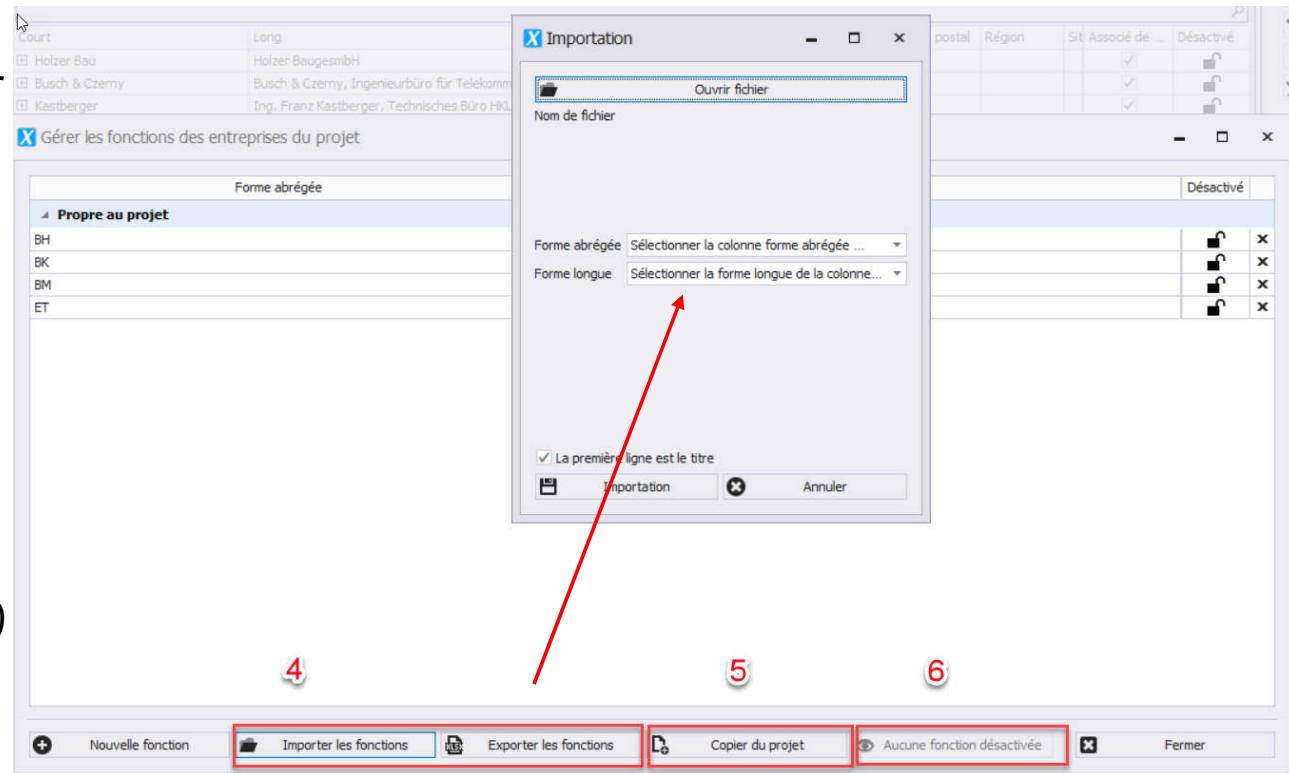 Court Long postal Région Sit Associé de ... Désactivé
Holzer Bau Holzer BaugesmbH
Busch & Czerny Busch & Czerny, Ingenieurbüro für Telekomm
Kastberger Ing. Franz Kastberger, Technisches Büro HKL
X Importation
Ouvrir fichier
Nom de fichier
Forme abrégée Sélectionner la colonne forme abrégée ...
Forme longue Sélectionner la forme longue de la colonne...
La première ligne est le titre
Importation Annuler
X Gérer les fonctions des entreprises du projet
Forme abrégée Désactivé
Propre au projet
BH
BK
BM
ET
)
4 5 6
Nouvelle fonction Importer les fonctions XLSX Exporter les fonctions Copier du projet Aucune fonction désactivée Fermer